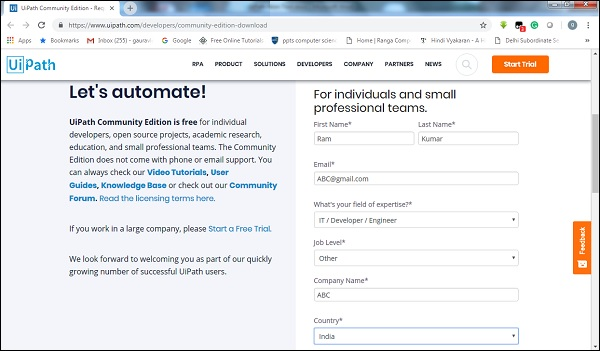 UiPath Community Edition - Req
https://www.uipath.com/developers/community-edition-download
Apps
Bookmarks
Inbox (255) - gaurav
Free Online Tutorials
ppts computer science
Home | Ranga Comp
Hindi Vyakaran - A H
Delhi Subordinate Se
UiPath
RPA PRODUCT SOLUTIONS DEVELOPERS COMPANY PARTNERS NEWS
Start Trial
Let's automate!
UiPath Community Edition is free for individual
developers, open source projects, academic research,
education, and small professional teams. The Community
Edition does not come with phone or email support. You
can always check our Video Tutorials, User
Guides, Knowledge Base or check out our Community
Forum. Read the licensing terms here.
If you work in a large company, please Start a Free Trial.
We look forward to welcoming you as part of our quickly
growing number of successful UiPath users.
For individuals and small
professional teams.
First Name* Last Name*
Ram Kumar
Email*
ABC@gmail.com
What's your field of expertise?*
IT / Developer / Engineer
Job Level*
Other
Company Name*
ABC
Country*
India
Feedback